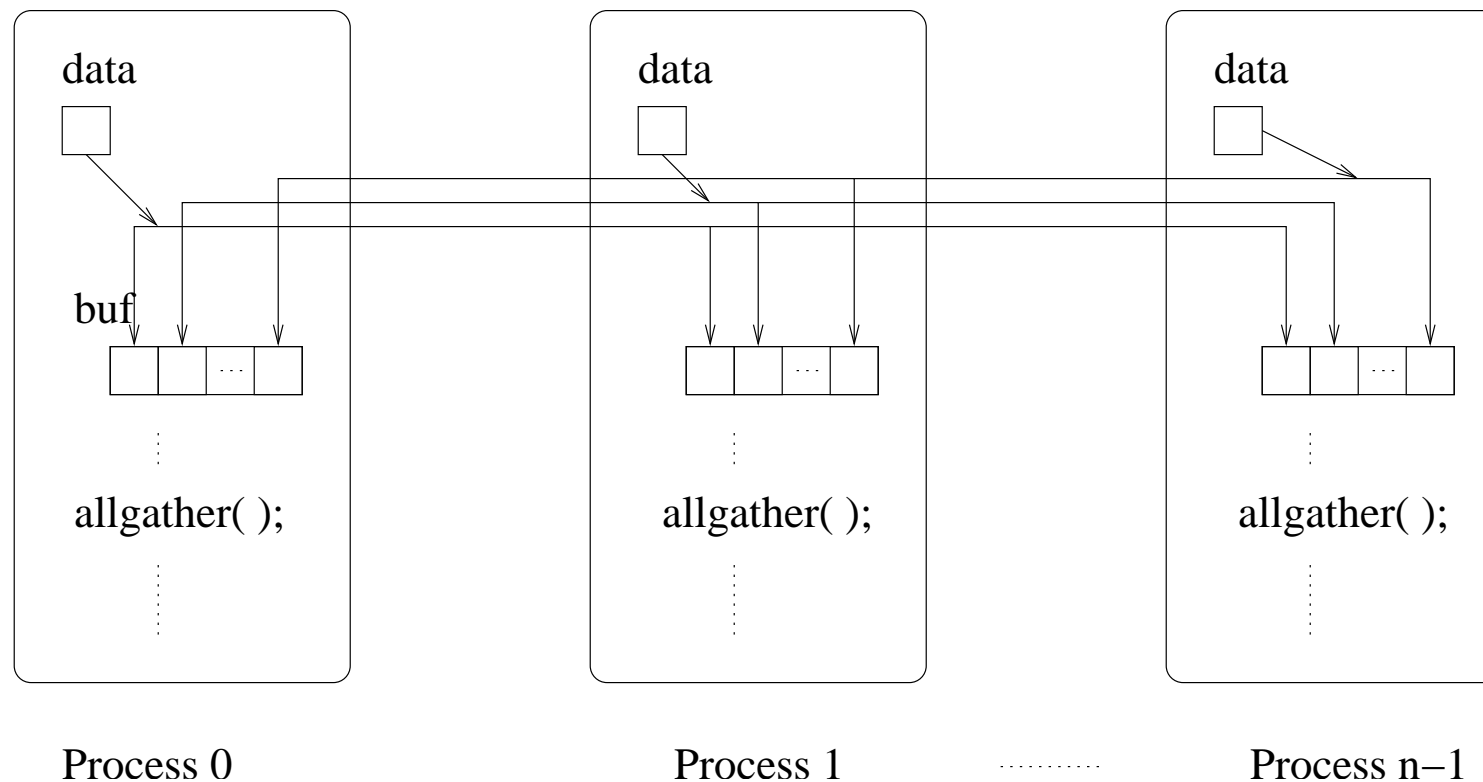 data
data
data
buf
...
...
...
allgather( );
allgather( );
allgather( );
Process 0
Process 1
Process n−1